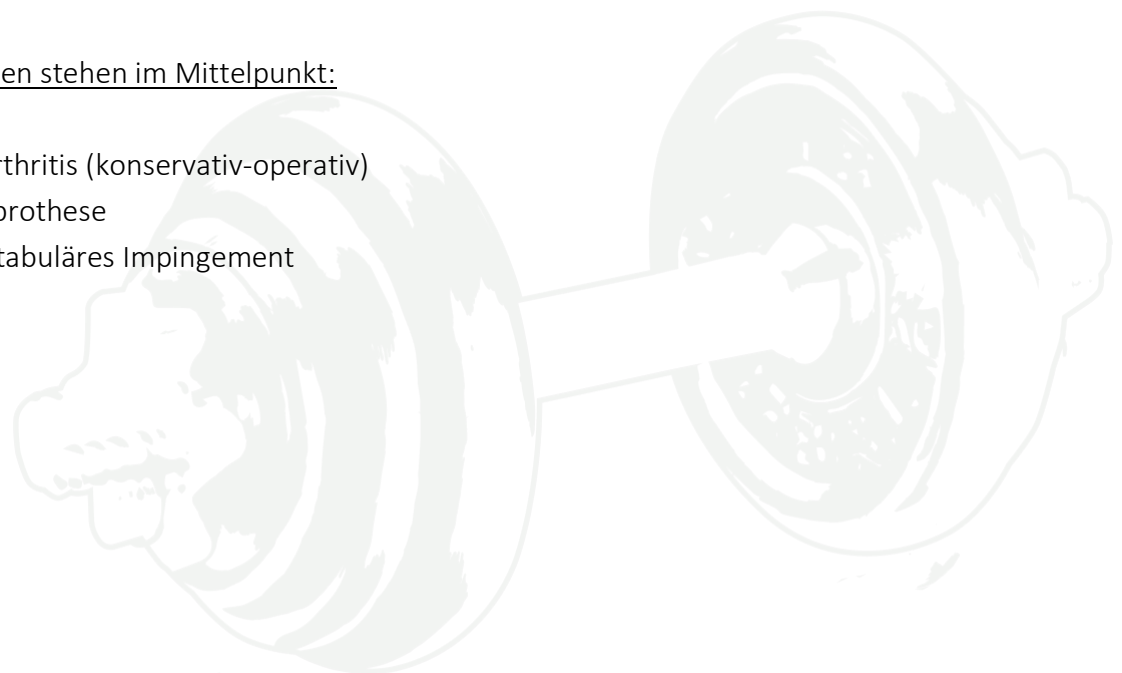 en stehen im Mittelpunkt:
rthritis (konservativ-operativ)
prothese
tabuläres Impingement